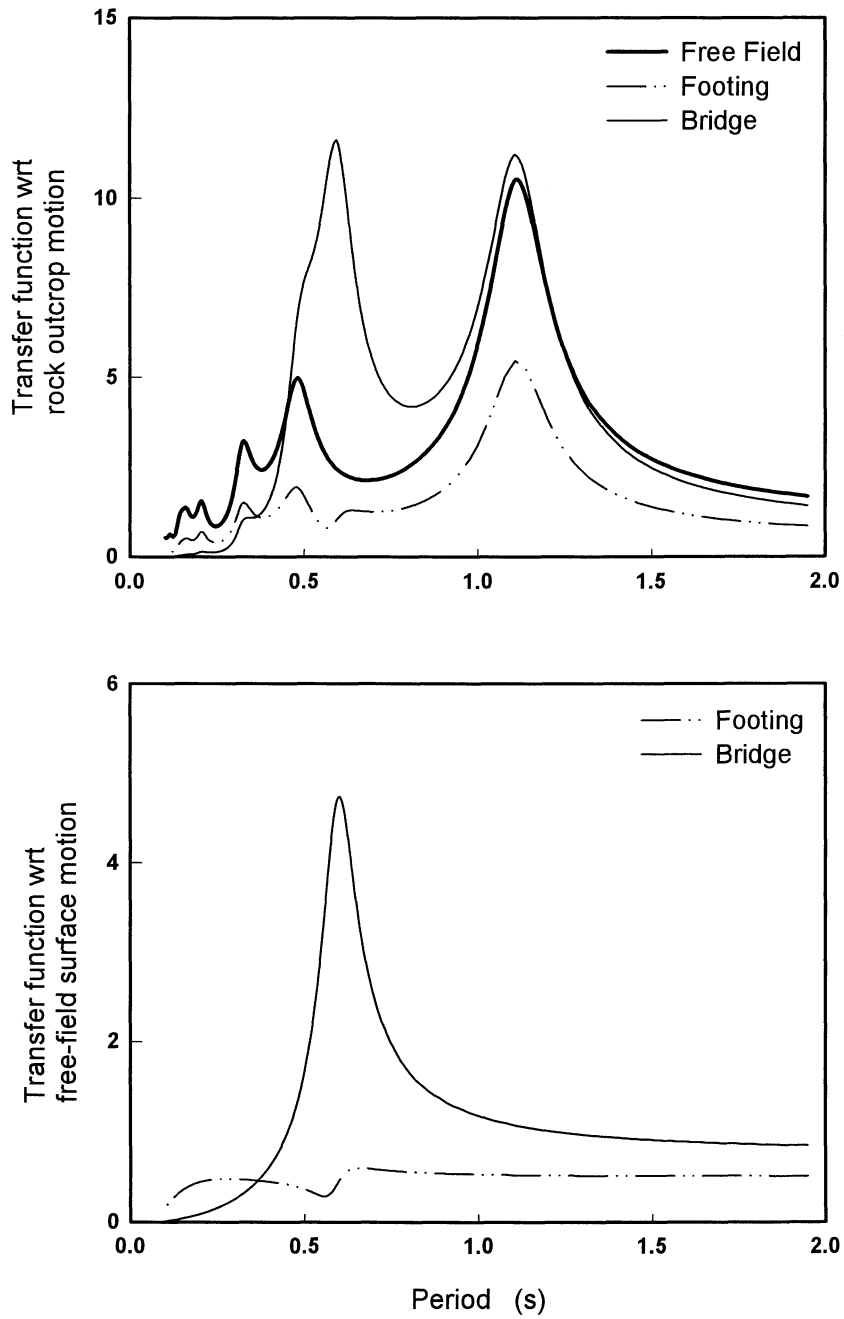 Transfer function wrt
rock outcrop motion
15
10
5
0
Free Field
Footing
Bridge
0.0
0.5
1.0
1.5
2.0
Transfer function wrt
free-field surface motion
6
4
2
0
Footing
Bridge
0.0
0.5
1.0
1.5
2.0
Period (s)